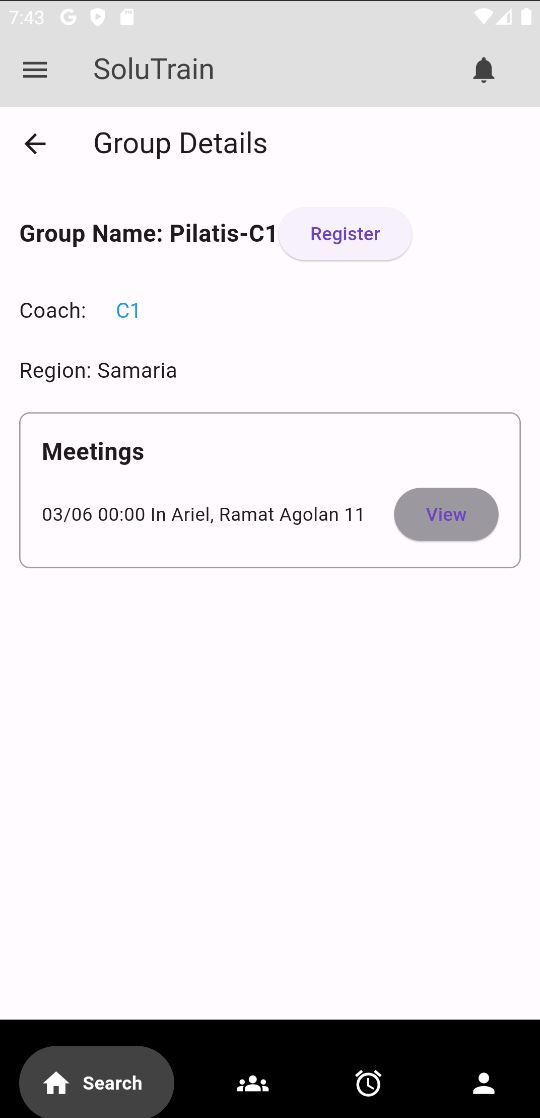 7:43
SoluTrain
Group Details
Group Name: Pilatis-C1 Register
Coach: C1
Region: Samaria
Meetings
03/06 00:00 In Ariel, Ramat Agolan 11 View
Search